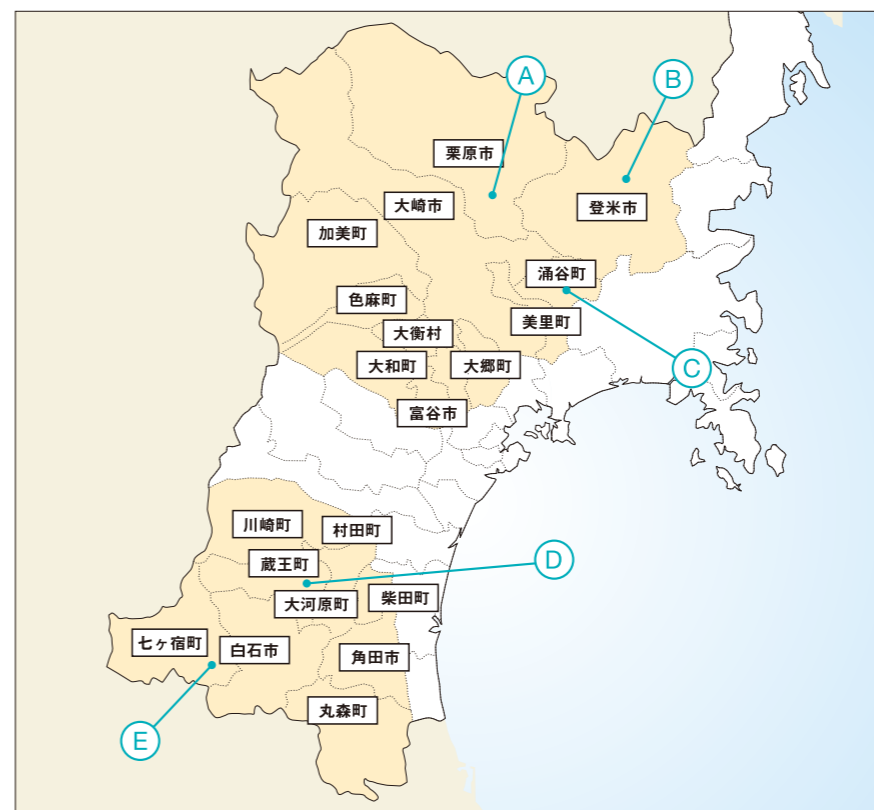 A
B
栗原市
大崎市
登米市
加美町
涌谷町
色麻町
美里町
大衡村
大和町
大郷町
C
富谷市
川崎町
村田町
D
蔵王町
大河原町
柴田町
七ヶ宿町
白石市
角田市
丸森町
E